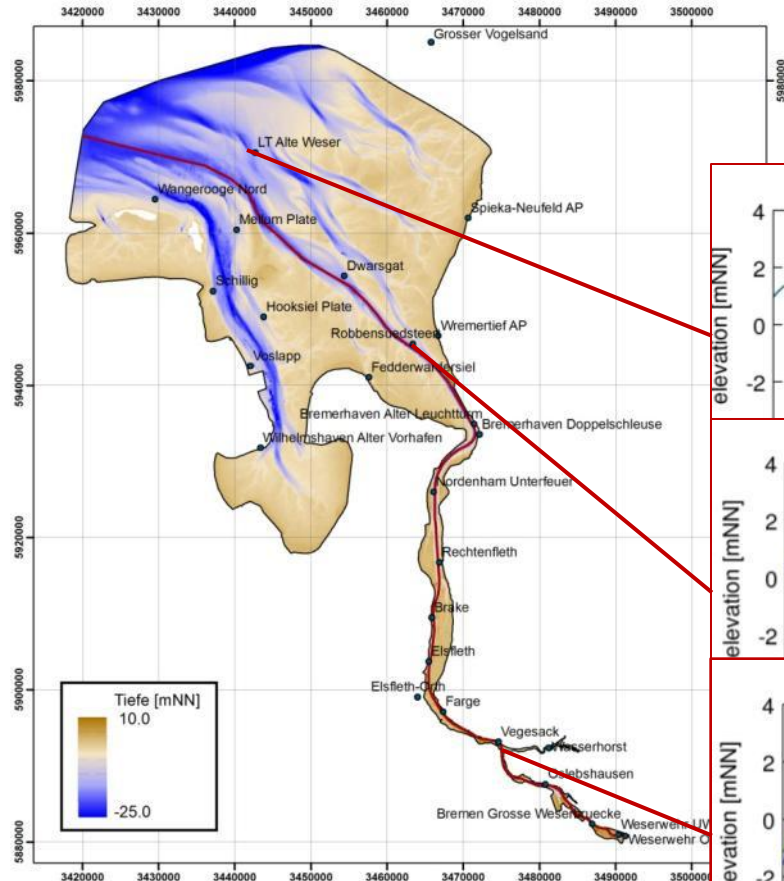 3420000 3430000 3440000 3450000 3460000 3470000 3480000 3490000 3500000
Grosser Vogelsand
5980000
5980000
LT Alte Weser
Wangerooge Nord
Mellum Plate
Spieka-Neufeld AP
5960000
Dwarsgat
Schillig
Hooksiel Plate
Robbensuedsteert
Wremertief AP
Voslapp
Fedderwardersiel
5940000
Bremerhaven Alter Leuchtturm
Bremerhaven Doppelschleuse
Wilhelmshaven Alter Vorhafen
Nordenham Unterfeuer
5920000
Rechtenfleth
Brake
Elsfleth
Elsfleth-Orth
Farge
5900000
Vegesack
Wasserhorst
Oslebshausen
Bremen Grosse Weserbruecke
Weserwehr UW
Weserwehr O
5880000
Tiefe [mNN]
10.0
-25.0
3420000 3430000 3440000 3450000 3460000 3470000 3480000 3490000 3500000
elevation [mNN]
4
2
0
-2
elevation [mNN]
4
2
0
-2
elevation [mNN]
4
2
0
-2